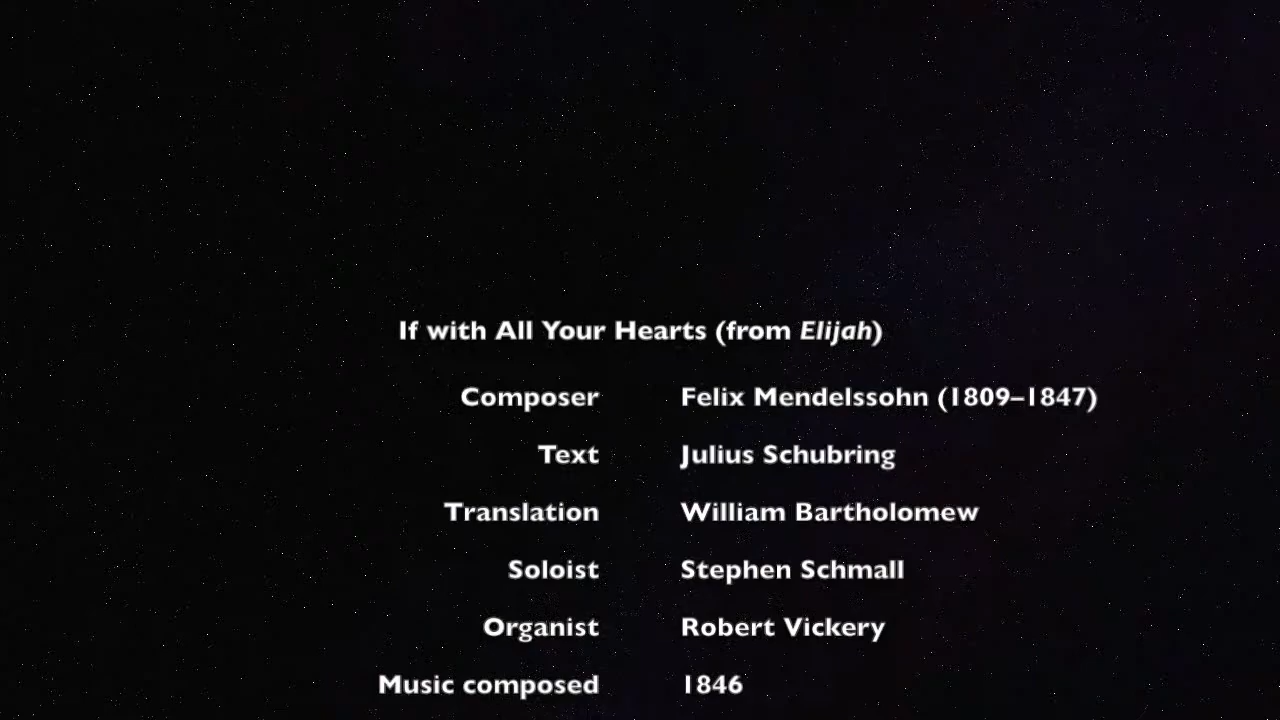 If with All Your Hearts (from Elijah)
Composer Felix Mendelssohn (1809–1847)
Text Julius Schubring
Translation William Bartholomew
Soloist Stephen Schmall
Organist Robert Vickery
Music composed 1846